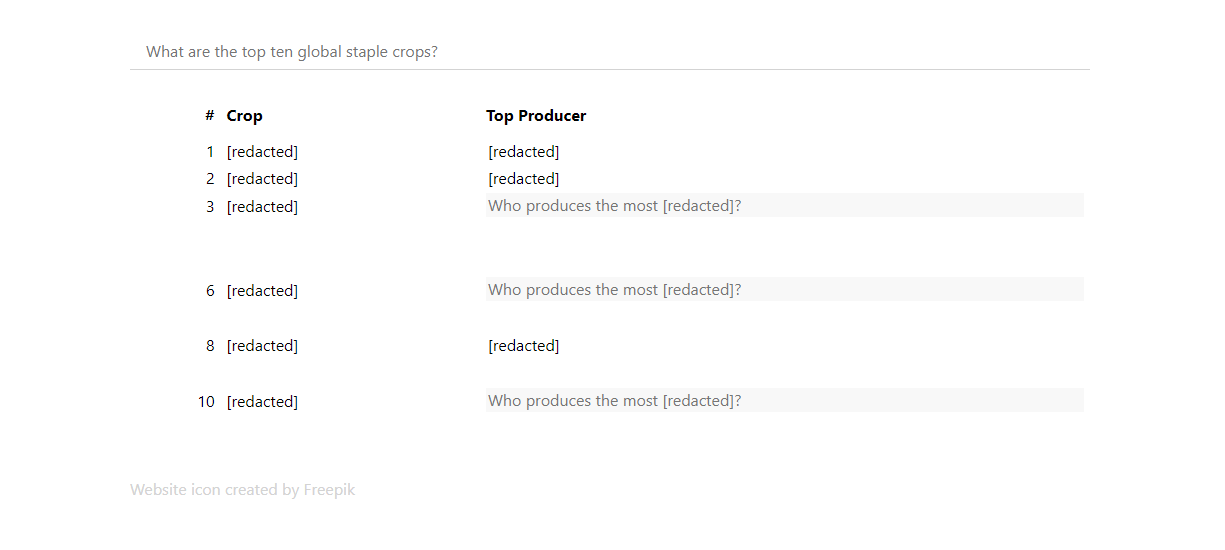 What are the top ten global staple crops?
# Crop Top Producer
1 [redacted] [redacted]
2 [redacted] [redacted]
3 [redacted] Who produces the most [redacted]?
6 [redacted] Who produces the most [redacted]?
8 [redacted] [redacted]
10 [redacted] Who produces the most [redacted]?
Website icon created by Freepik